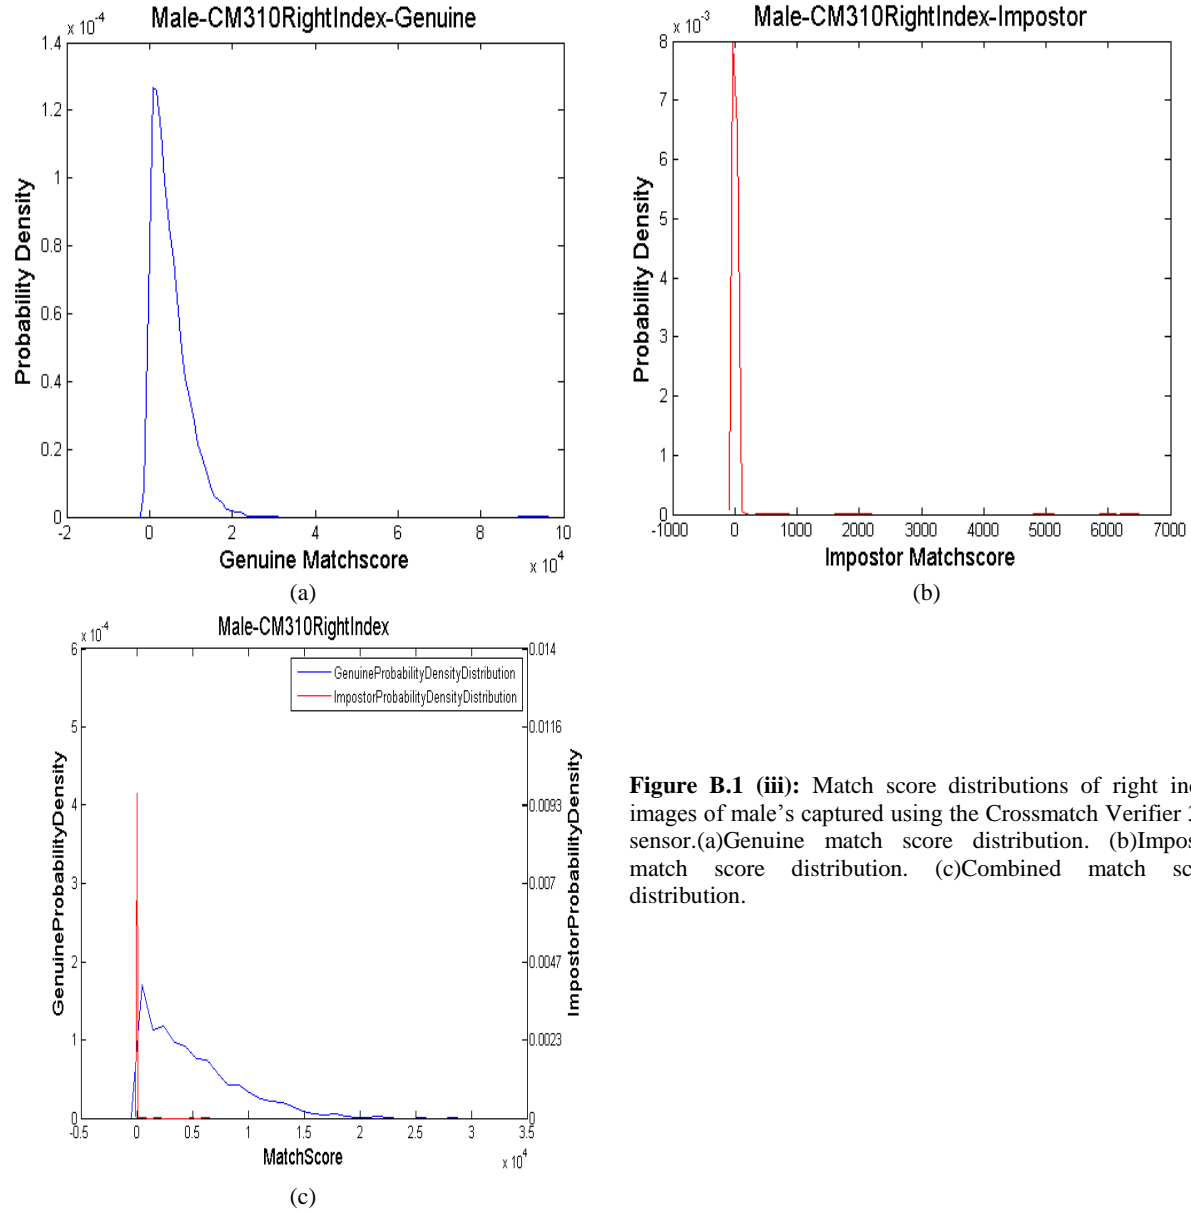 Male-CM310RightIndex-Genuine
x 10^-4
1.4
1.2
1
0.8
0.6
0.4
0.2
0
Probability Density
-2 0 2 4 6 8 10
x 10^4
Genuine Matchscore
(a)
Male-CM310RightIndex-Impostor
x 10^-3
8
7
6
5
4
3
2
1
0
Probability Density
-1000 0 1000 2000 3000 4000 5000 6000 7000
Impostor Matchscore
(b)
Male-CM310RightIndex
x 10^-4
6
5
4
3
2
1
0
GenuineProbabilityDensity
GenuineProbabilityDensityDistribution
ImpostorProbabilityDensityDistribution
0.014
0.0116
0.0093
0.007
0.0047
0.0023
0
ImpostorProbabilityDensity
-0.5 0 0.5 1 1.5 2 2.5 3 3.5
x 10^4
MatchScore
(c)
Figure B.1 (iii): Match score distributions of right
images of male's captured using the Crossmatch Verifier
sensor.(a)Genuine match score distribution. (b)
match score distribution. (c)Combined match
distribution.